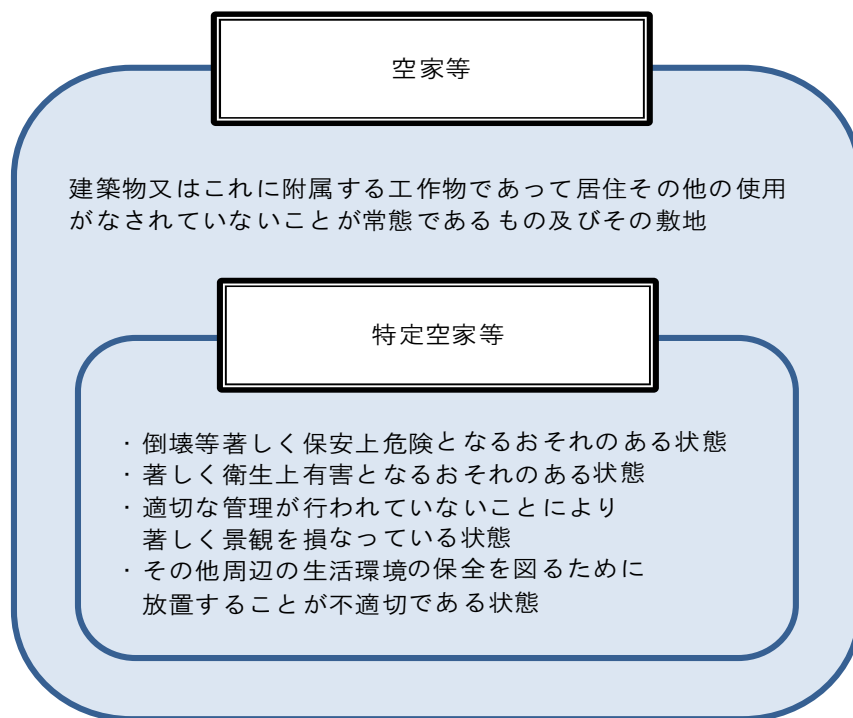 空家等
建築物又はこれに附属する工作物であって居住その他の使用
がなされていないことが常態であるもの及びその敷地
特定空家等
・倒壊等著しく保安上危険となるおそれのある状態
・著しく衛生上有害となるおそれのある状態
・適切な管理が行われていないことにより
著しく景観を損なっている状態
・その他周辺の生活環境の保全を図るために
放置することが不適切である状態